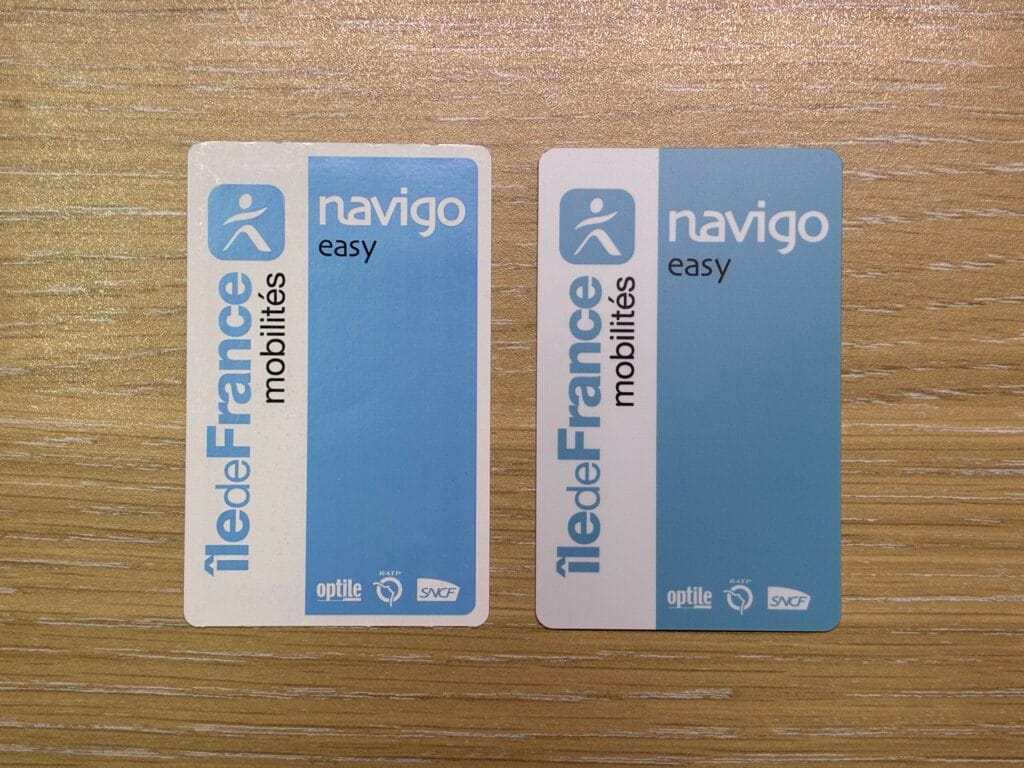 îledeFrance
mobilités
navigo
easy
optile
RATP
SNCF
îledeFrance
mobilités
navigo
easy
optile
RATP
SNCF